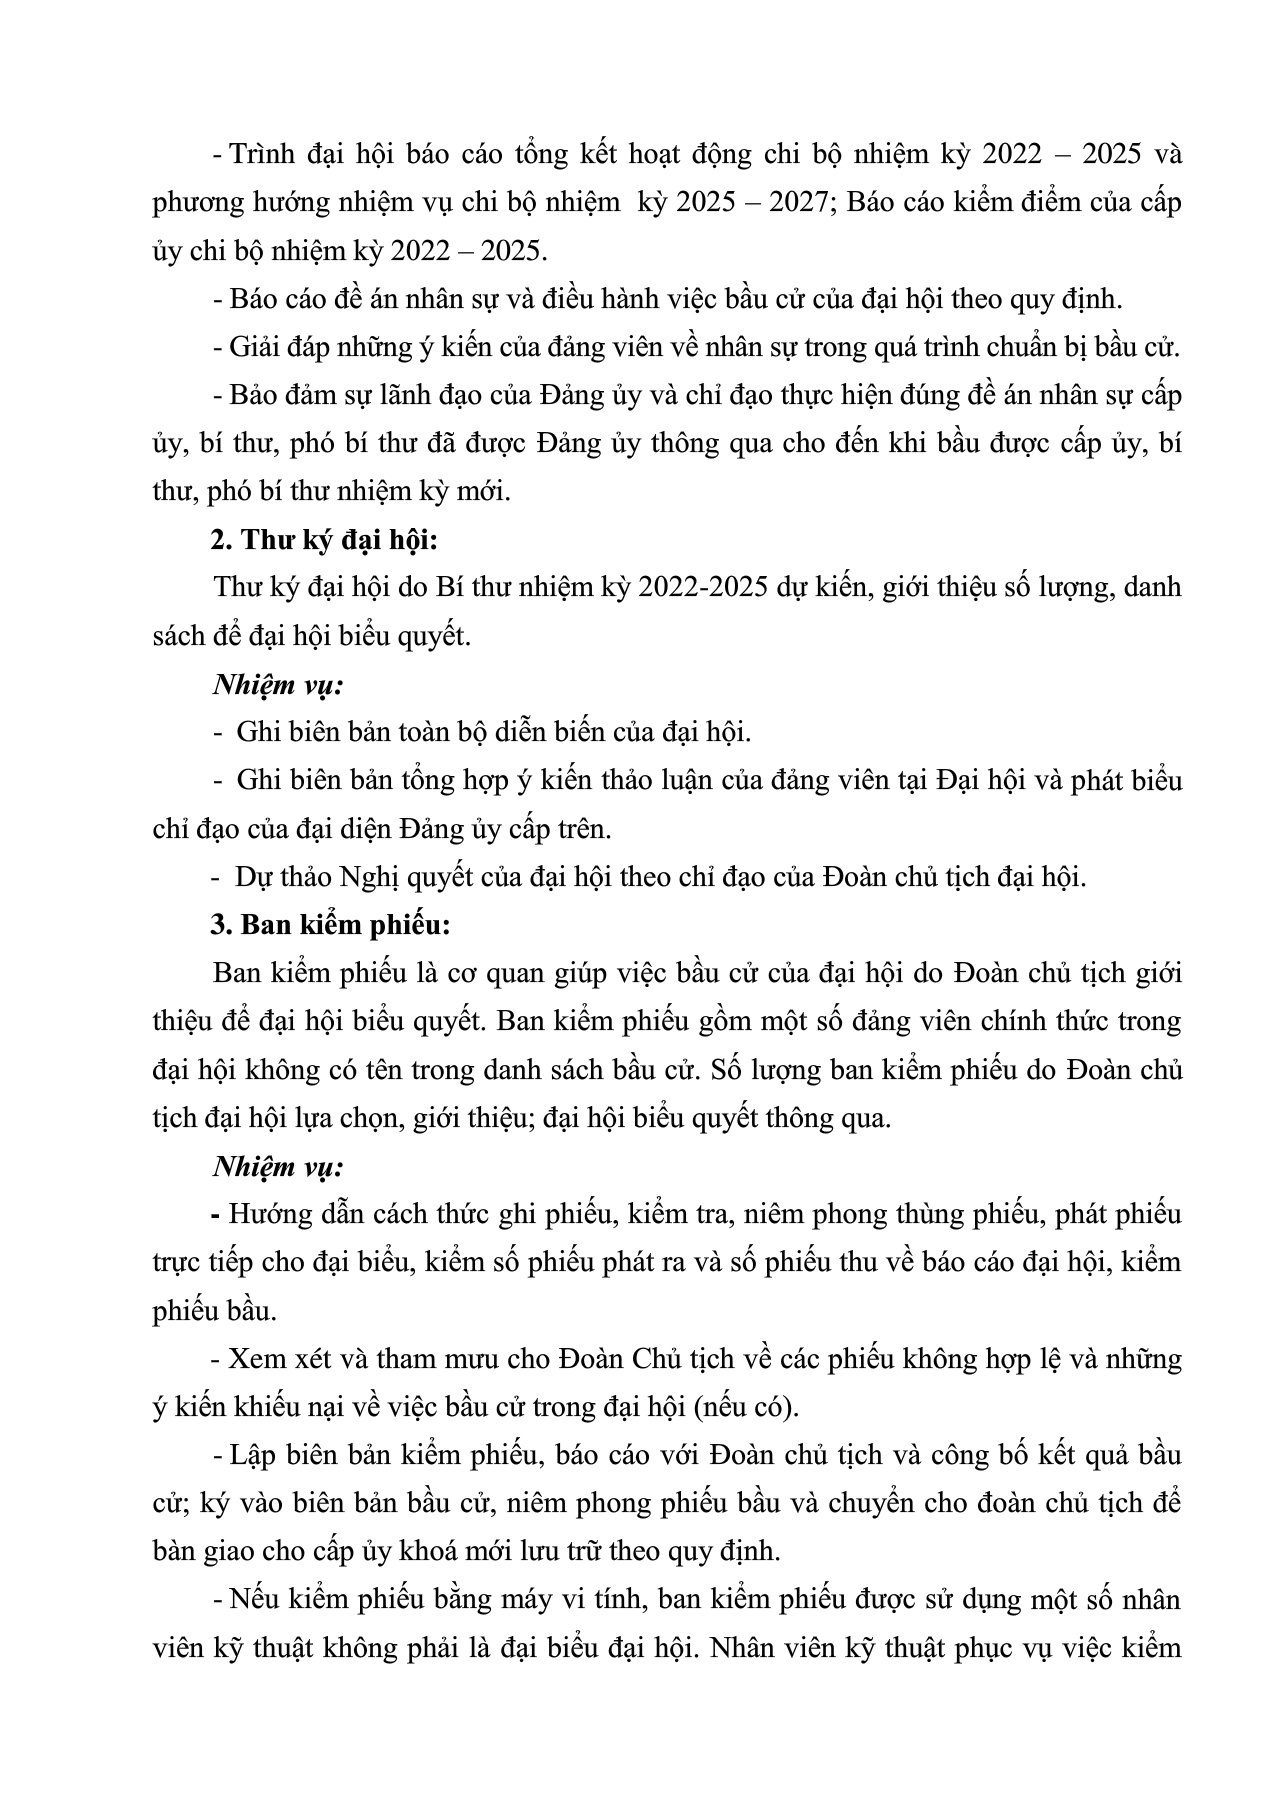 - Trình đại hội báo cáo tổng kết hoạt động chi bộ nhiệm kỳ 2022 – 2025 và
phương hướng nhiệm vụ chi bộ nhiệm kỳ 2025 – 2027; Báo cáo kiểm điểm của cấp
ủy chi bộ nhiệm kỳ 2022 – 2025.
- Báo cáo đề án nhân sự và điều hành việc bầu cử của đại hội theo quy định.
- Giải đáp những ý kiến của đảng viên về nhân sự trong quá trình chuẩn bị bầu cử.
- Bảo đảm sự lãnh đạo của Đảng ủy và chỉ đạo thực hiện đúng đề án nhân sự cấp
ủy, bí thư, phó bí thư đã được Đảng ủy thông qua cho đến khi bầu được cấp ủy, bí
thư, phó bí thư nhiệm kỳ mới.
2. Thư ký đại hội:
Thư ký đại hội do Bí thư nhiệm kỳ 2022-2025 dự kiến, giới thiệu số lượng, danh
sách để đại hội biểu quyết.
Nhiệm vụ:
- Ghi biên bản toàn bộ diễn biến của đại hội.
- Ghi biên bản tổng hợp ý kiến thảo luận của đảng viên tại Đại hội và phát biểu
chỉ đạo của đại diện Đảng ủy cấp trên.
- Dự thảo Nghị quyết của đại hội theo chỉ đạo của Đoàn chủ tịch đại hội.
3. Ban kiểm phiếu:
Ban kiểm phiếu là cơ quan giúp việc bầu cử của đại hội do Đoàn chủ tịch giới
thiệu để đại hội biểu quyết. Ban kiểm phiếu gồm một số đảng viên chính thức trong
đại hội không có tên trong danh sách bầu cử. Số lượng ban kiểm phiếu do Đoàn chủ
tịch đại hội lựa chọn, giới thiệu; đại hội biểu quyết thông qua.
Nhiệm vụ:
- Hướng dẫn cách thức ghi phiếu, kiểm tra, niêm phong thùng phiếu, phát phiếu
trực tiếp cho đại biểu, kiểm số phiếu phát ra và số phiếu thu về báo cáo đại hội, kiểm
phiếu bầu.
- Xem xét và tham mưu cho Đoàn Chủ tịch về các phiếu không hợp lệ và những
ý kiến khiếu nại về việc bầu cử trong đại hội (nếu có).
- Lập biên bản kiểm phiếu, báo cáo với Đoàn chủ tịch và công bố kết quả bầu
cử; ký vào biên bản bầu cử, niêm phong phiếu bầu và chuyển cho đoàn chủ tịch để
bàn giao cho cấp ủy khoá mới lưu trữ theo quy định.
- Nếu kiểm phiếu bằng máy vi tính, ban kiểm phiếu được sử dụng một số nhân
viên kỹ thuật không phải là đại biểu đại hội. Nhân viên kỹ thuật phục vụ việc kiểm